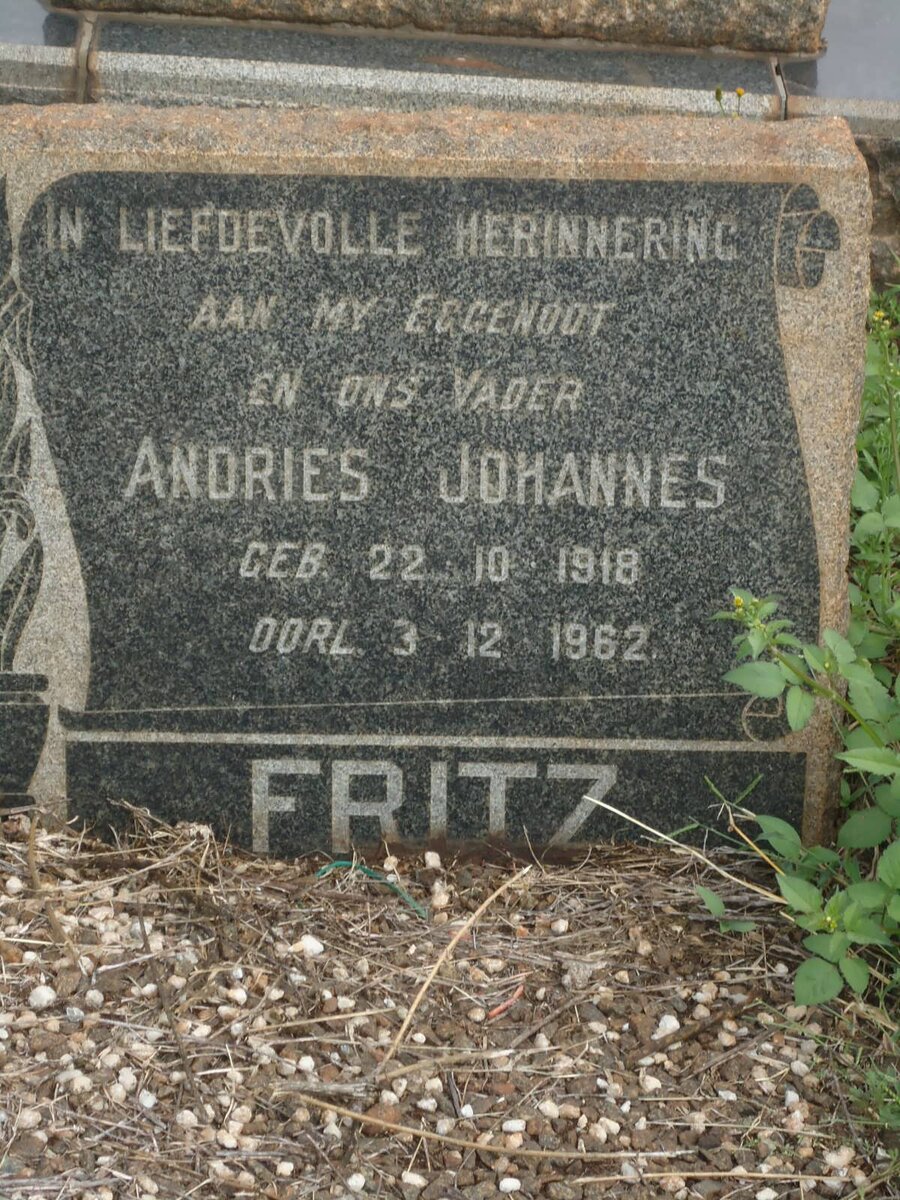 IN LIEFDEVOLLE HERINNERING
AAN MY EGGENOOT
EN ONS VADER
ANDRIES JOHANNES
GEB. 22 · 10 · 1918
OORL. 3 · 12 · 1962.
FRITZ